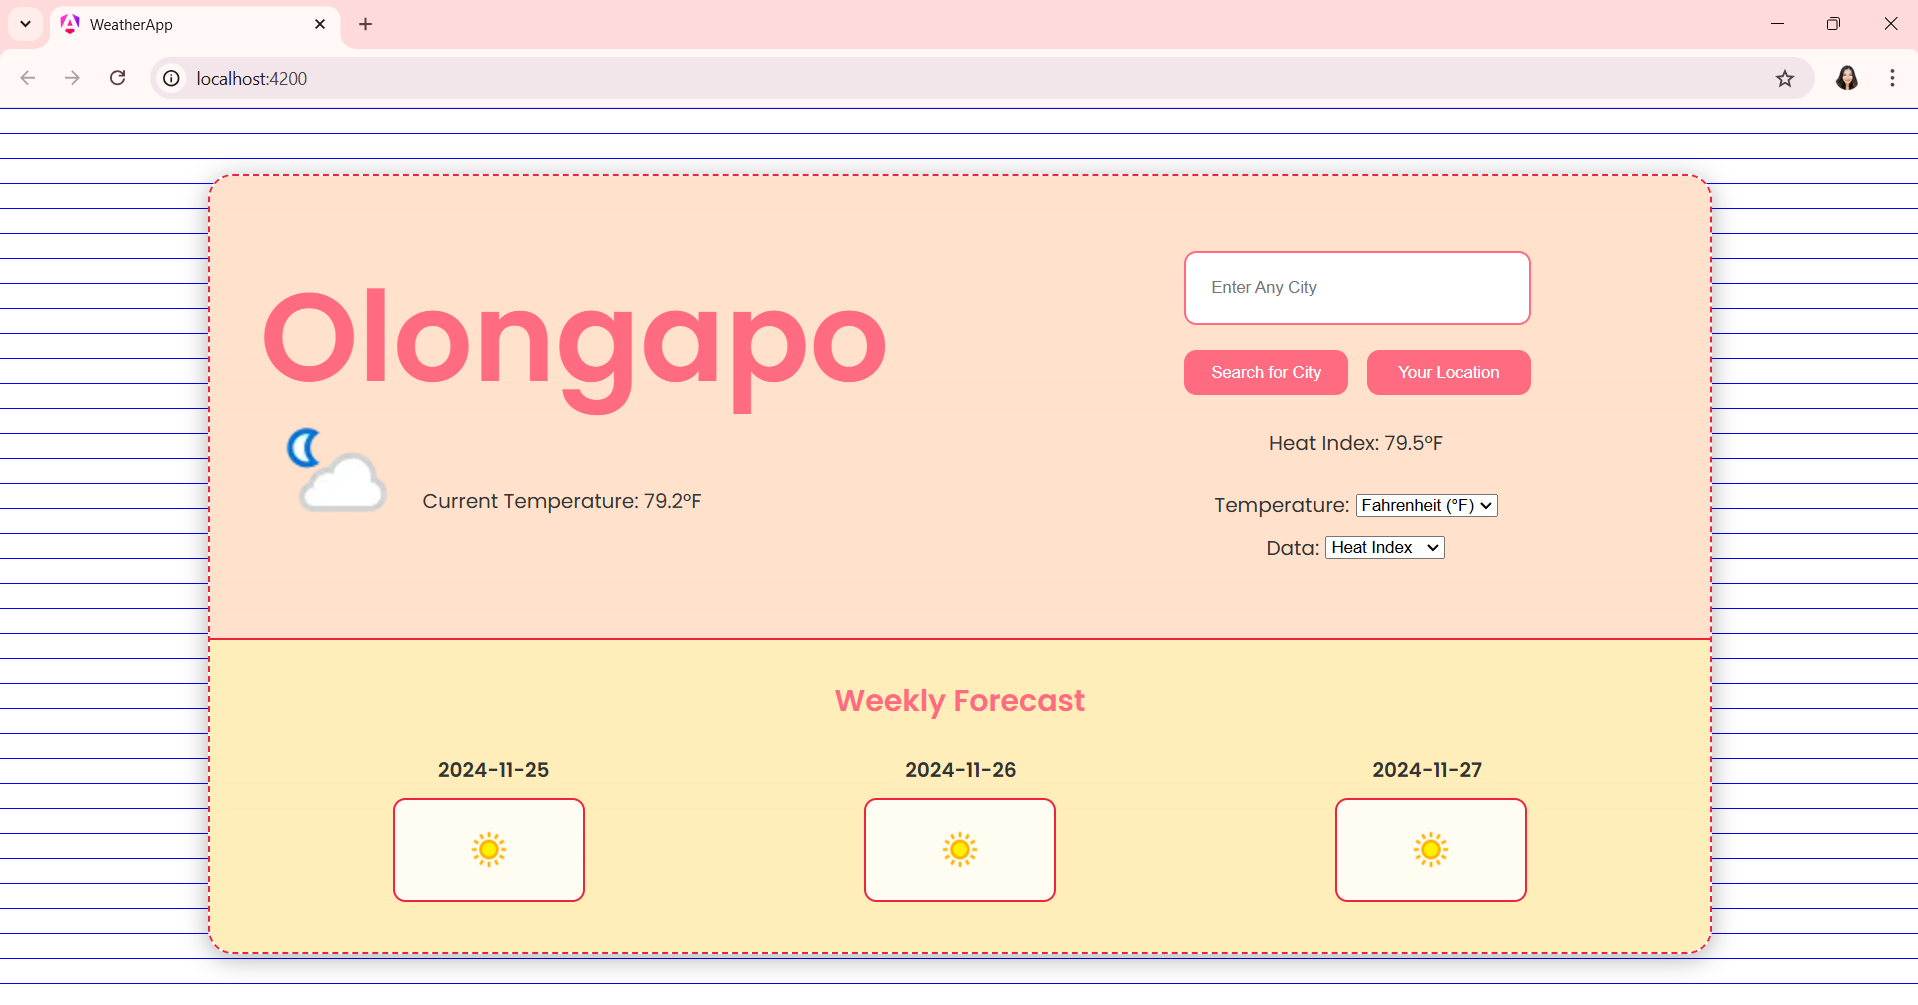 WeatherApp
localhost:4200
Olongapo
Current Temperature: 79.2°F
Enter Any City
Search for City
Your Location
Heat Index: 79.5°F
Temperature: Fahrenheit (°F)
Data: Heat Index
Weekly Forecast
2024-11-25
2024-11-26
2024-11-27